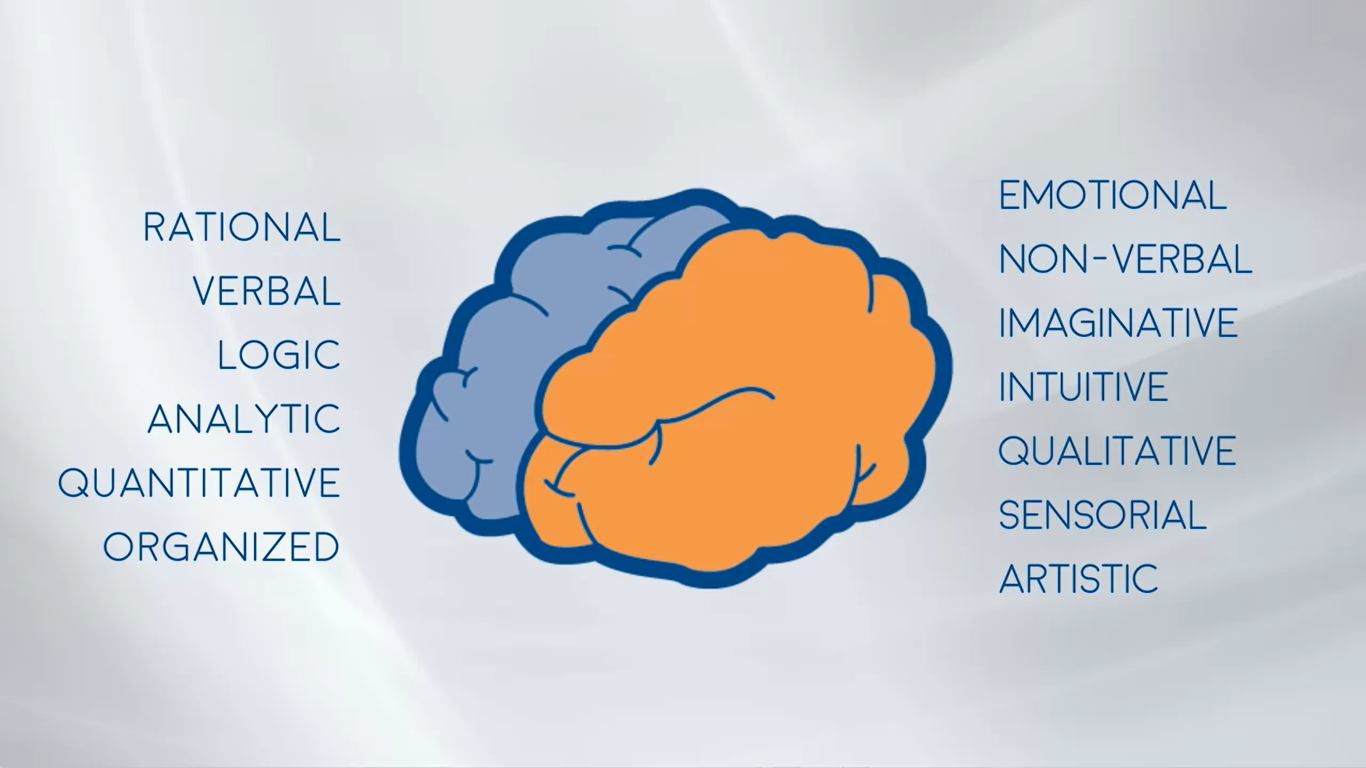 RATIONAL
VERBAL
LOGIC
ANALYTIC
QUANTITATIVE
ORGANIZED
EMOTIONAL
NON-VERBAL
IMAGINATIVE
INTUITIVE
QUALITATIVE
SENSORIAL
ARTISTIC